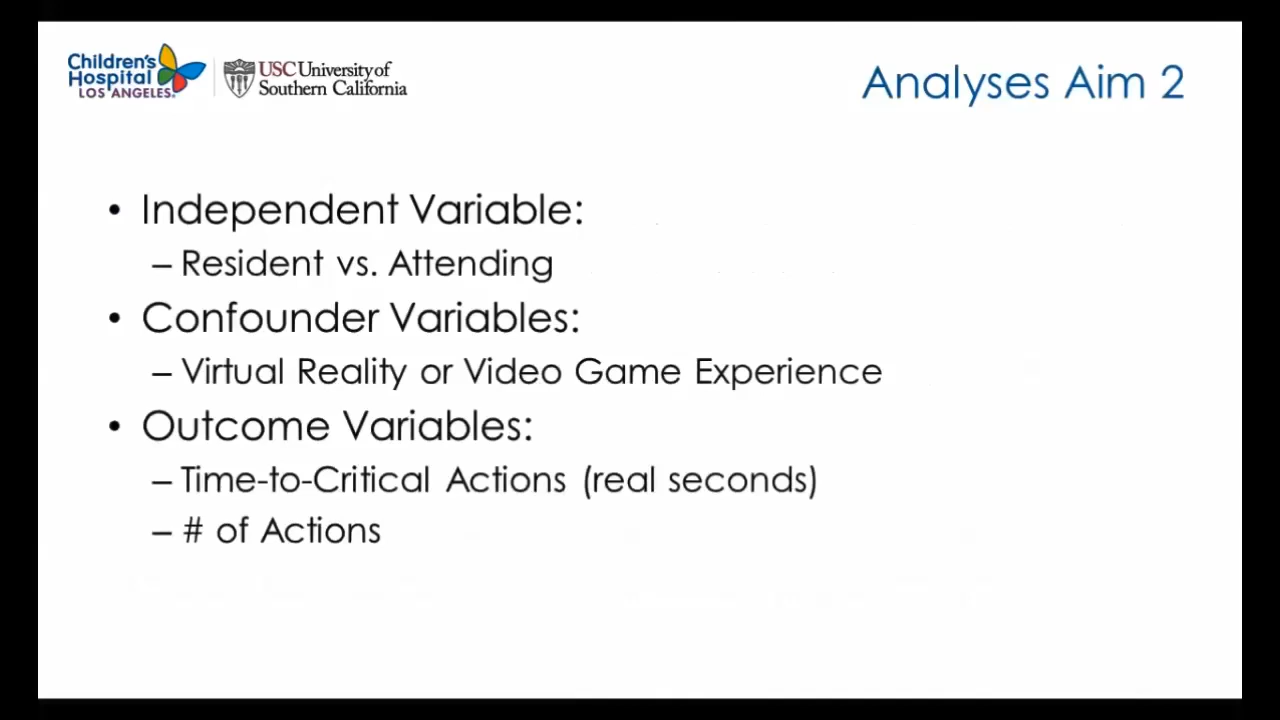 Children's
Hospital
LOS ANGELES®
USC University of
Southern California
Analyses Aim 2
• Independent Variable:
– Resident vs. Attending
• Confounder Variables:
– Virtual Reality or Video Game Experience
• Outcome Variables:
– Time-to-Critical Actions (real seconds)
– # of Actions